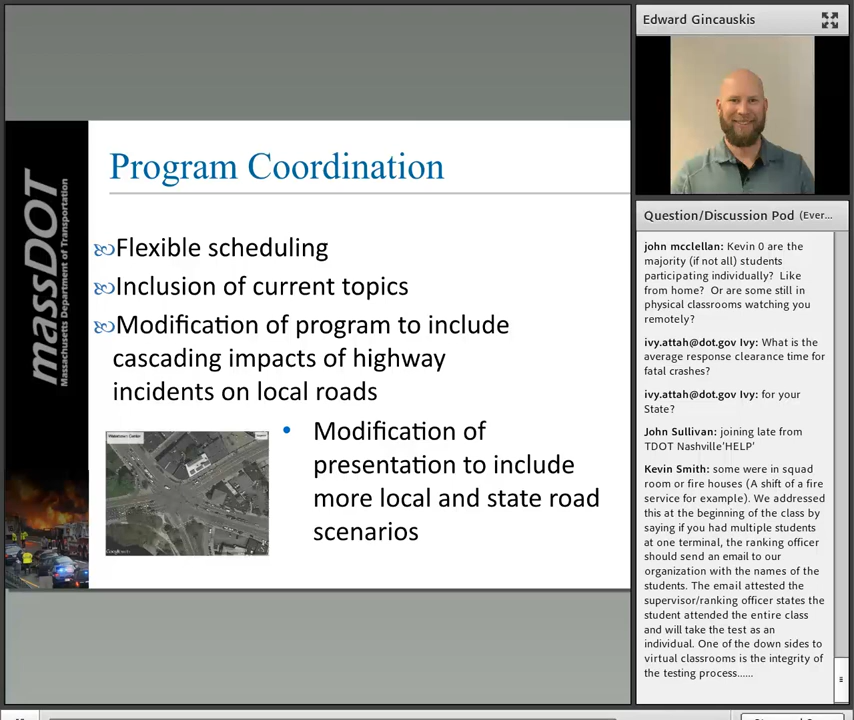 massDOT
Massachusetts Department of Transportation
Program Coordination
Flexible scheduling
Inclusion of current topics
Modification of program to include
cascading impacts of highway
incidents on local roads
• Modification of
presentation to include
more local and state road
scenarios
Edward Gincauskis
Question/Discussion Pod (Ever...
john mcclellan: Kevin 0 are the
majority (if not all) students
participating individually? Like
from home? Or are some still in
physical classrooms watching you
remotely?
ivy.attah@dot.gov Ivy: What is the
average response clearance time for
fatal crashes?
ivy.attah@dot.gov Ivy: for your
State?
John Sullivan: joining late from
TDOT Nashville'HELP'
Kevin Smith: some were in squad
room or fire houses (A shift of a fire
service for example). We addressed
this at the beginning of the class by
saying if you had multiple students
at one terminal, the ranking officer
should send an email to our
organization with the names of the
students. The email attested the
supervisor/ranking officer states the
student attended the entire class
and will take the test as an
individual. One of the down sides to
virtual classrooms is the integrity of
the testing process......